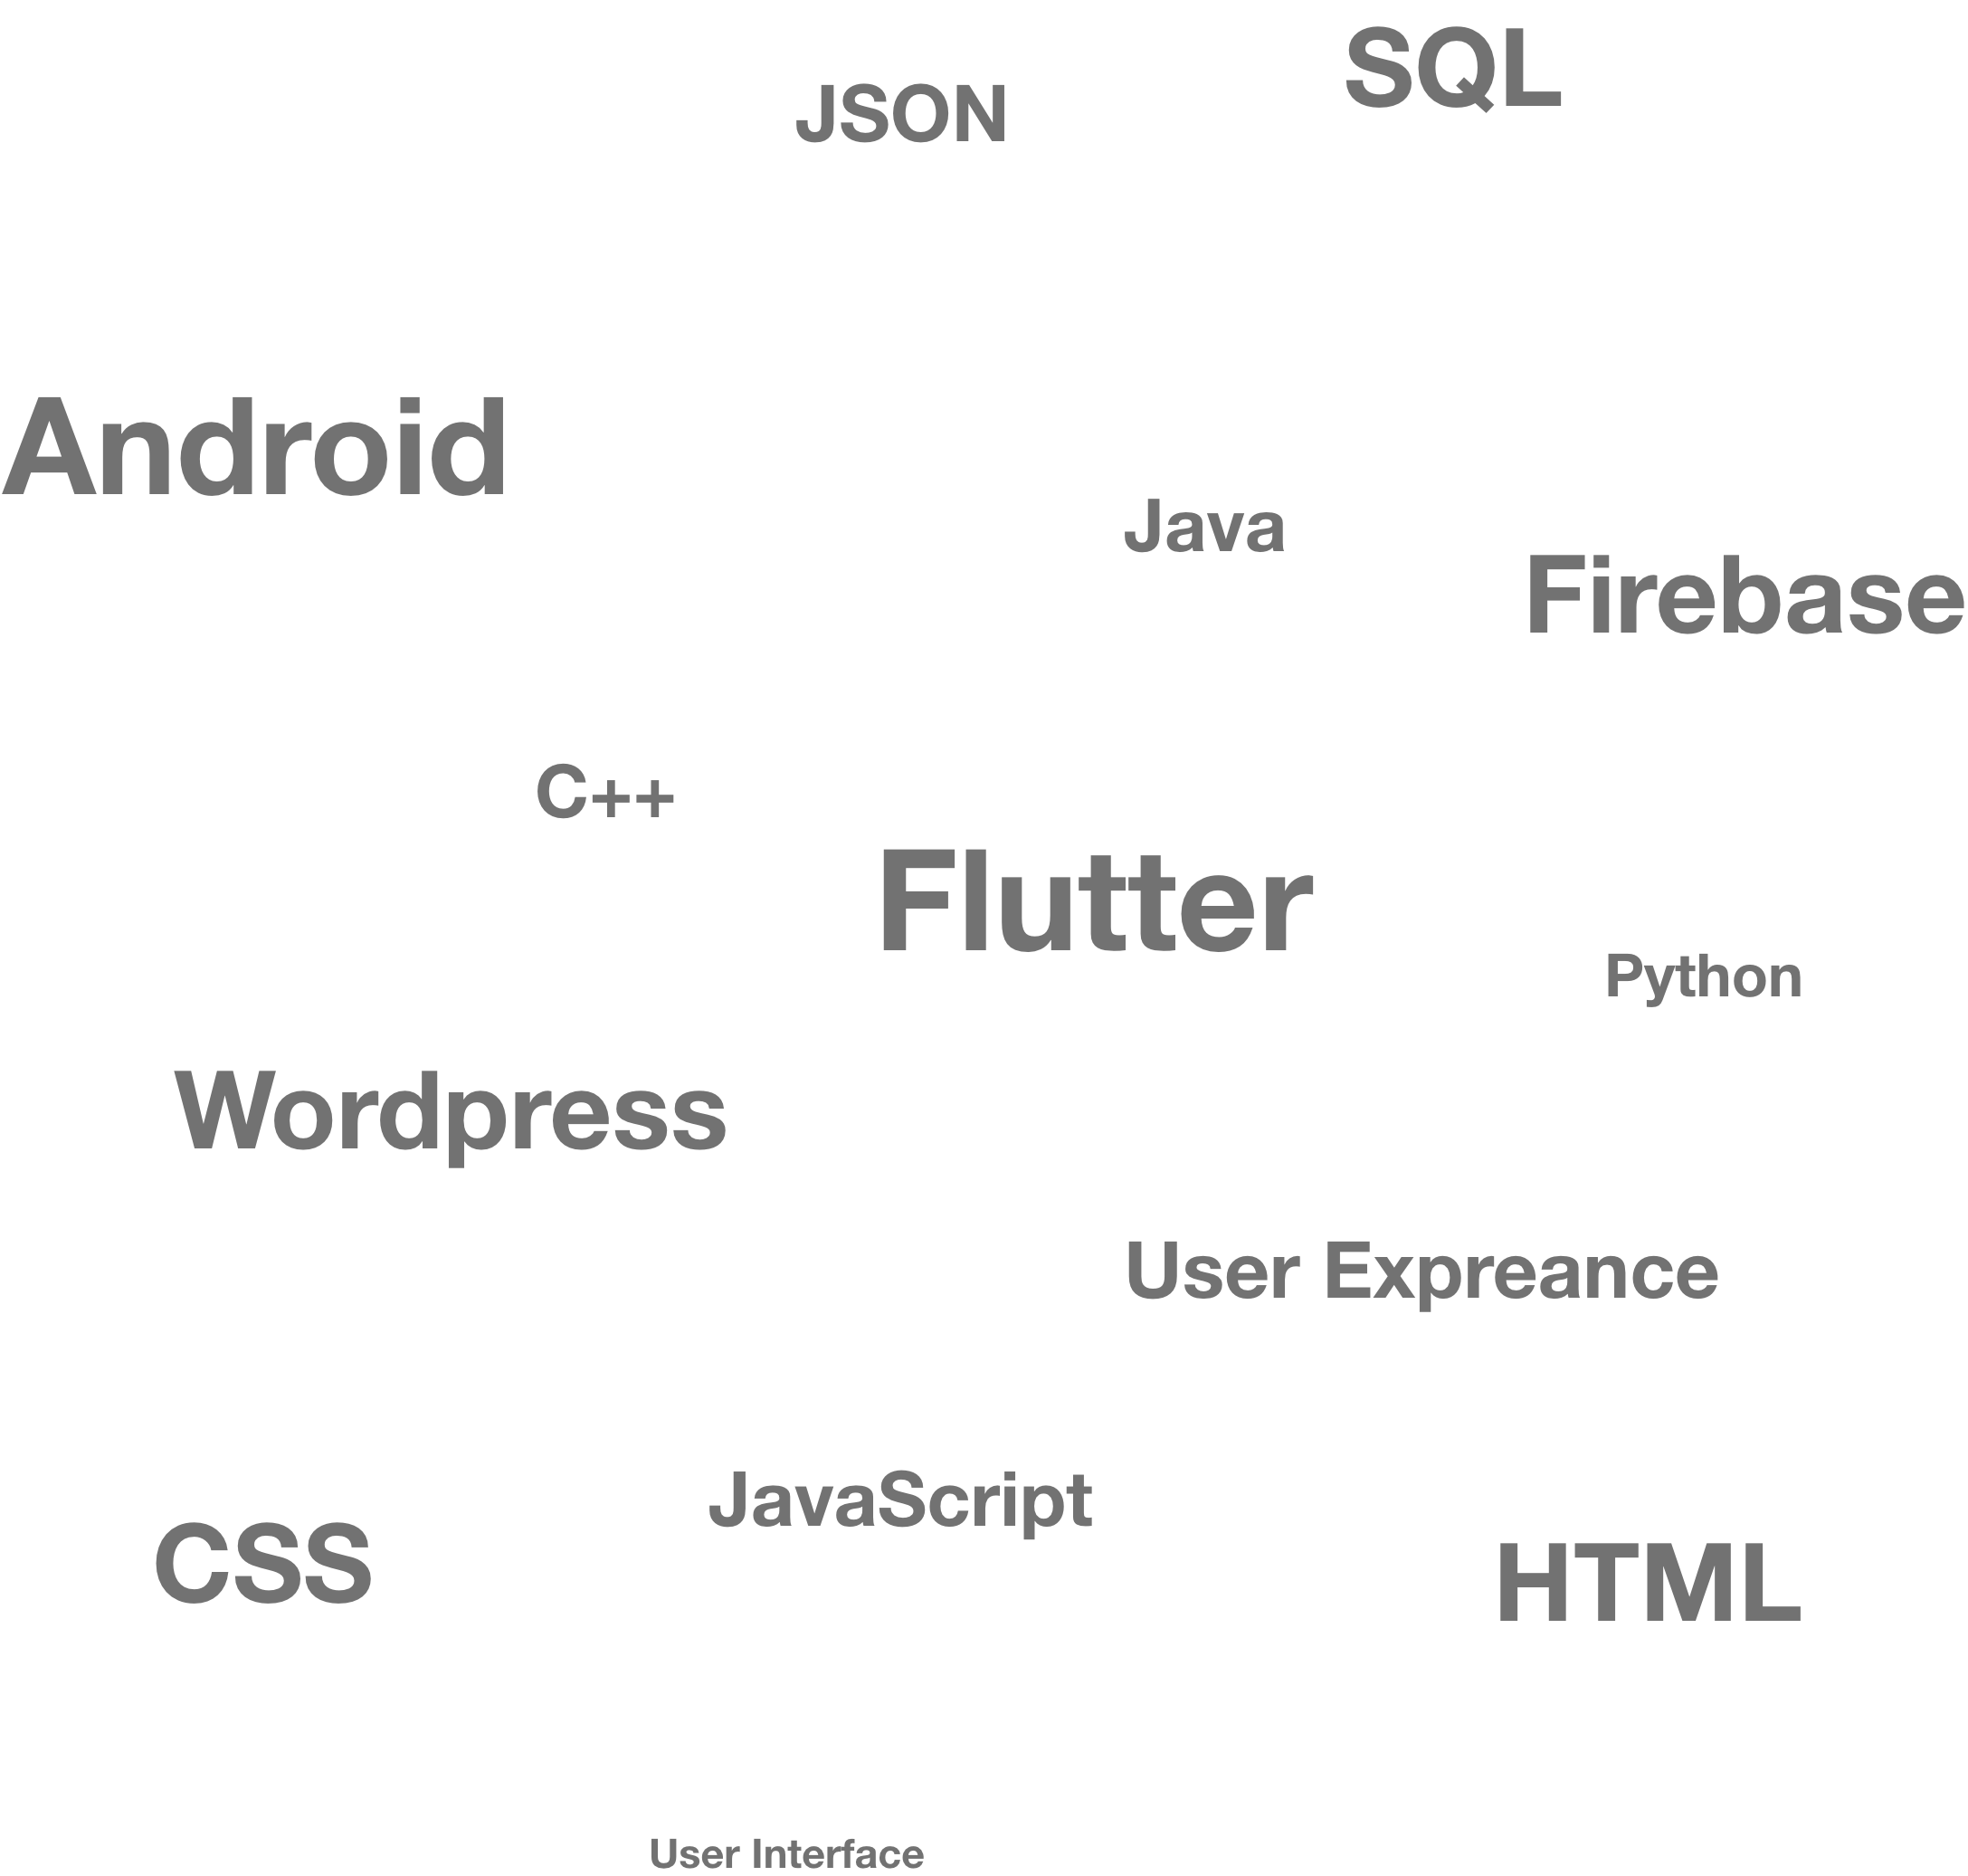 SQL
JSON
Android
Java
Firebase
C++
Flutter
Python
Wordpress
User Expreance
JavaScript
CSS
HTML
User Interface